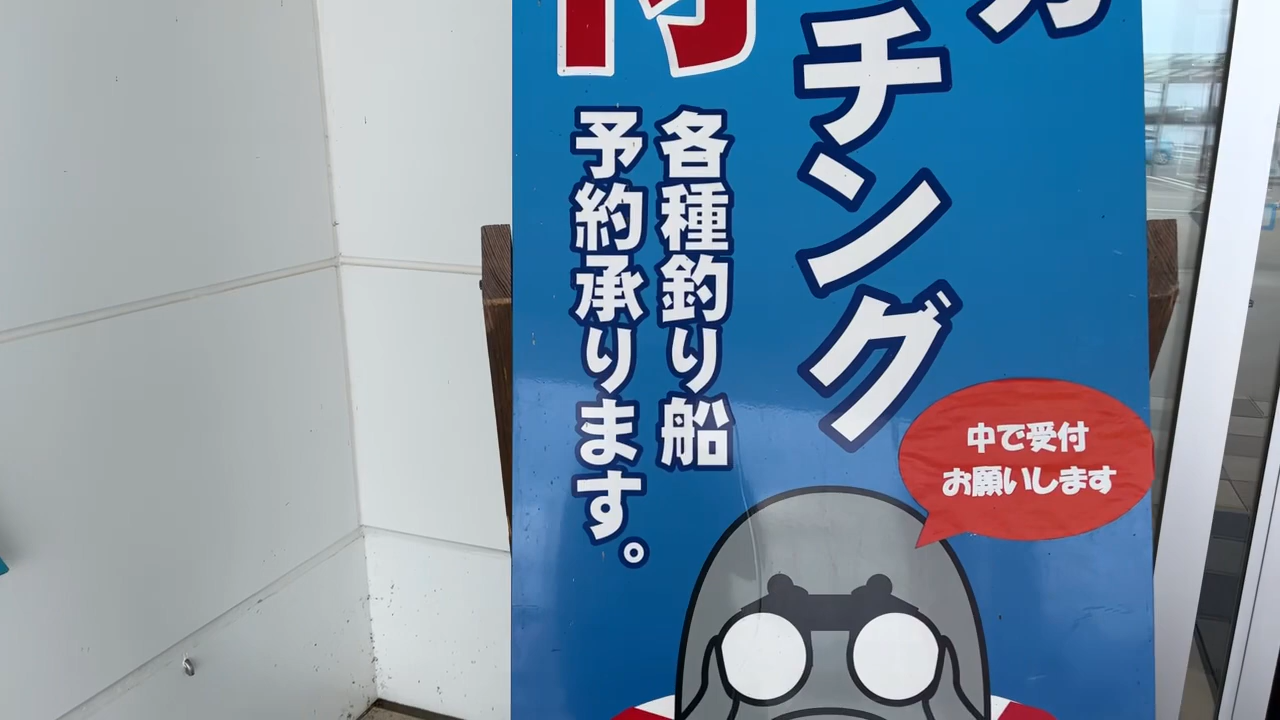 チング
各種釣り船
予約承ります。
中で受付
お願いします